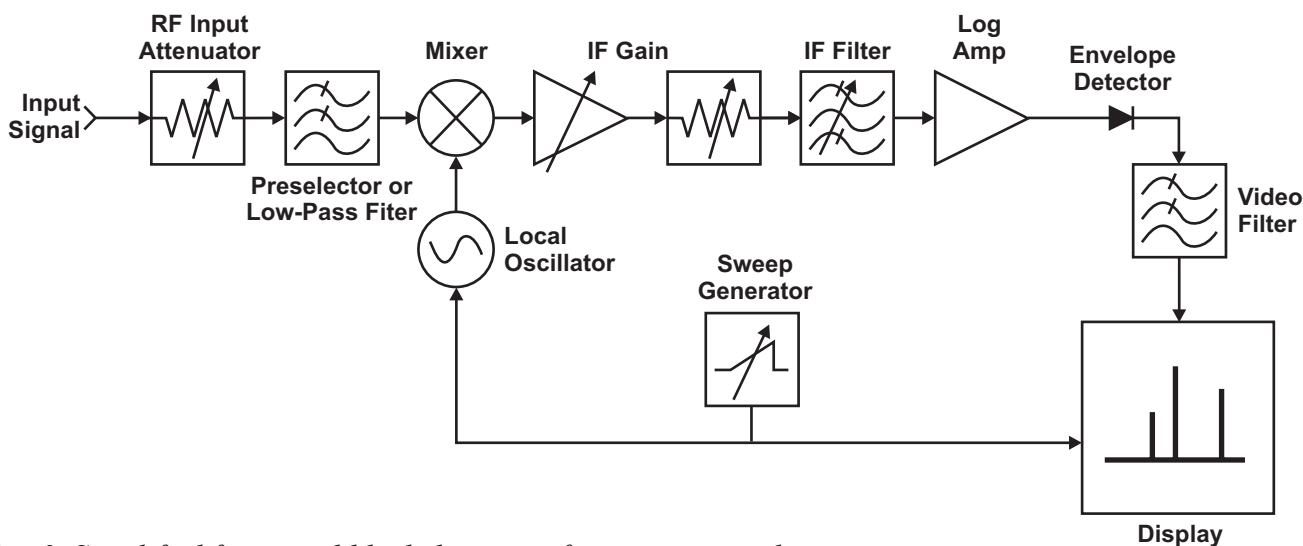 RF Input
Attenuator
Mixer
IF Gain
IF Filter
Log
Amp
Envelope
Detector
Input
Signal
Preselector or
Low-Pass Fiter
Local
Oscillator
Sweep
Generator
Video
Filter
Display